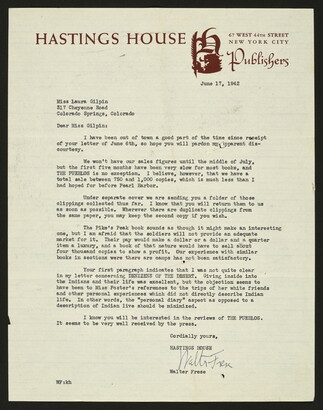 HASTINGS HOUSE
67 WEST 44TH STREET
NEW YORK CITY
Publishers
June 17, 1942
Miss Laura Gilpin
317 Cheyenne Road
Colorado Springs, Colorado
Dear Miss Gilpin:
I have been out of town a good part of the time since receipt
of your letter of June 6th, so hope you will pardon my apparent dis-
courtesy.
We won't have our sales figures until the middle of July,
but the first five months have been very slow for most books, and
THE PUEBLOS is no exception. I believe, however, that we have a
total sale between 750 and 1,000 copies, which is much less than I
had hoped for before Pearl Harbor.
Under separate cover we are sending you a folder of those
clippings collected thus far. I know that you will return them to us
as soon as possible. Wherever there are duplicate clippings from
the same paper, you may keep the second copy if you wish.
The Pike's Peak book sounds as though it might make an interesting
one, but I am afraid that the soldiers will not provide an adequate
market for it. Their pay would make a dollar or a dollar and a quarter
item a luxury, and a book of that nature would have to sell about
four thousand copies to show a profit. Our experience with similar
books in sections where there are camps has not been satisfactory.
Your first paragraph indicates that I was not quite clear
in my letter concerning DENIZENS OF THE DESERT. Giving inside into
the Indians and their life was excellent, but the objection seems to
have been to Miss Foster's references to the trips of her white friends
and other personal experiences which did not directly describe Indian
life. In other words, the "personal diary" aspect as opposed to a
description of Indian live should be minimized.
I know you will be interested in the reviews of THE PUEBLOS.
It seems to be very well received by the press.
Cordially yours,
HASTINGS HOUSE
Walter Frese
Walter Frese
WF:hh